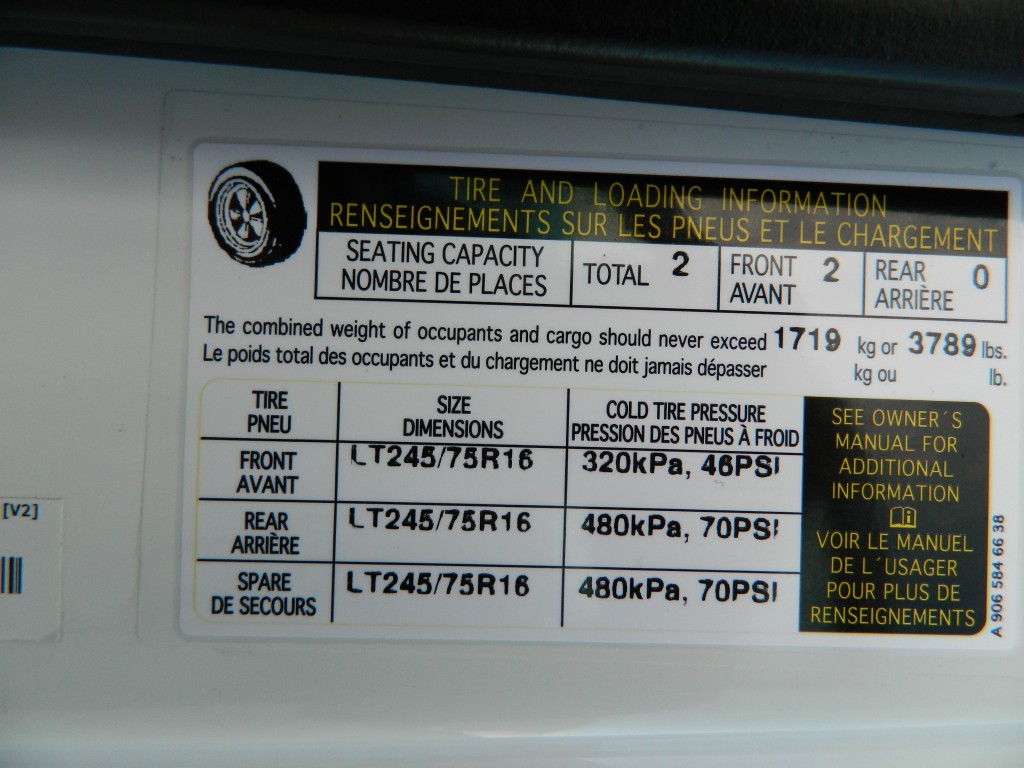 TIRE AND LOADING INFORMATION
RENSEIGNEMENTS SUR LES PNEUS ET LE CHARGEMENT
SEATING CAPACITY
NOMBRE DE PLACES
TOTAL 2
FRONT 2
AVANT
REAR 0
ARRIÈRE
The combined weight of occupants and cargo should never exceed 1719 kg or 3789 lbs.
Le poids total des occupants et du chargement ne doit jamais dépasser kg ou lb.
TIRE
PNEU
SIZE
DIMENSIONS
COLD TIRE PRESSURE
PRESSION DES PNEUS À FROID
FRONT
AVANT
LT245/75R16
320kPa, 46PSI
REAR
ARRIÈRE
LT245/75R16
480kPa, 70PSI
SPARE
DE SECOURS
LT245/75R16
480kPa, 70PSI
SEE OWNER´S
MANUAL FOR
ADDITIONAL
INFORMATION
VOIR LE MANUEL
DE L´USAGER
POUR PLUS DE
RENSEIGNEMENTS
A 906 584 66 38
[V2]